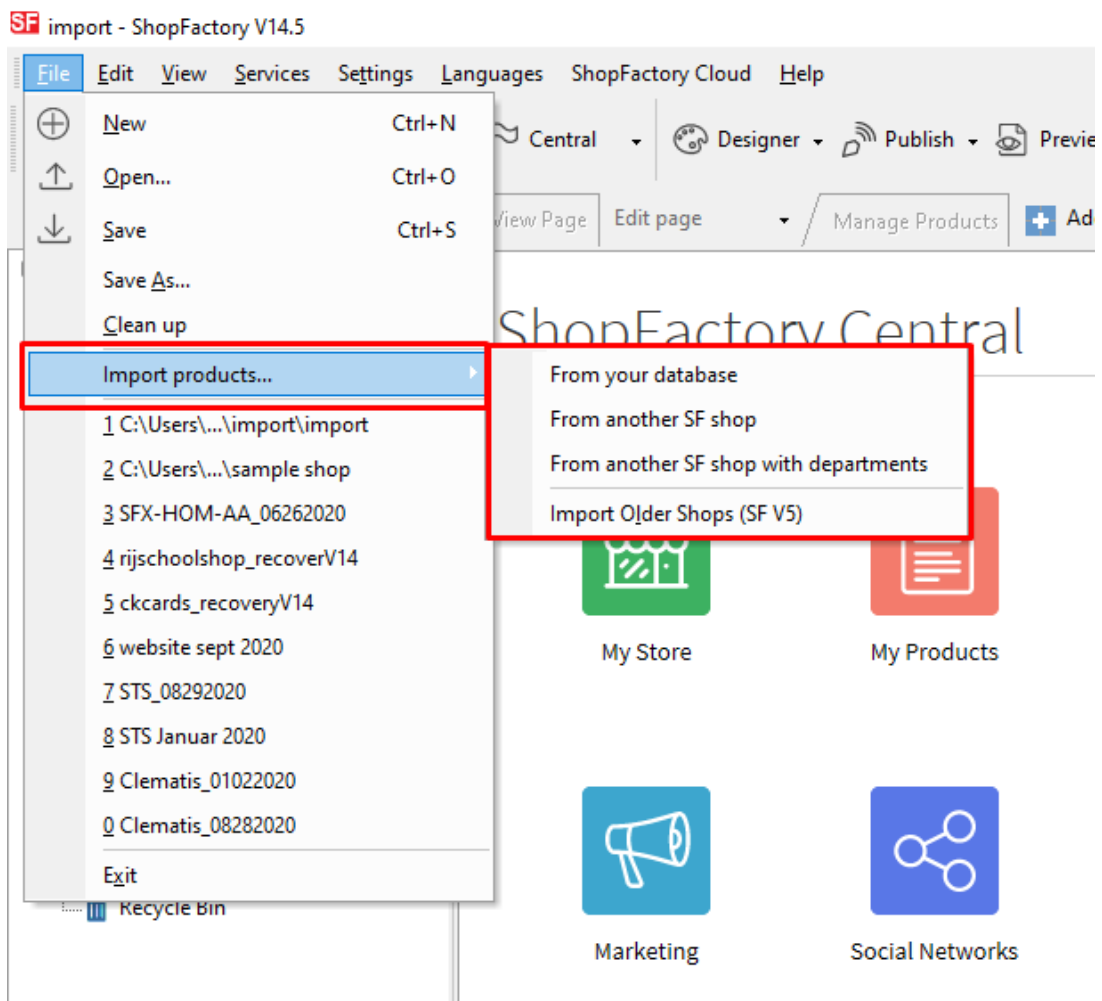 SF import - ShopFactory V14.5
File Edit View Services Settings Languages ShopFactory Cloud Help
New Ctrl+N
Central Designer Publish Previe
Open... Ctrl+O
Save Ctrl+S
View Page Edit page Manage Products Ad
Save As...
Clean up
ShopFactory Central
Import products...
From your database
From another SF shop
From another SF shop with departments
Import Older Shops (SF V5)
1 C:\Users\...\import\import
2 C:\Users\...\sample shop
3 SFX-HOM-AA_06262020
4 rijschoolshop_recoverV14
5 ckcards_recoveryV14
6 website sept 2020
7 STS_08292020
8 STS Januar 2020
9 Clematis_01022020
0 Clematis_08282020
Exit
Recycle Bin
My Store My Products
Marketing Social Networks